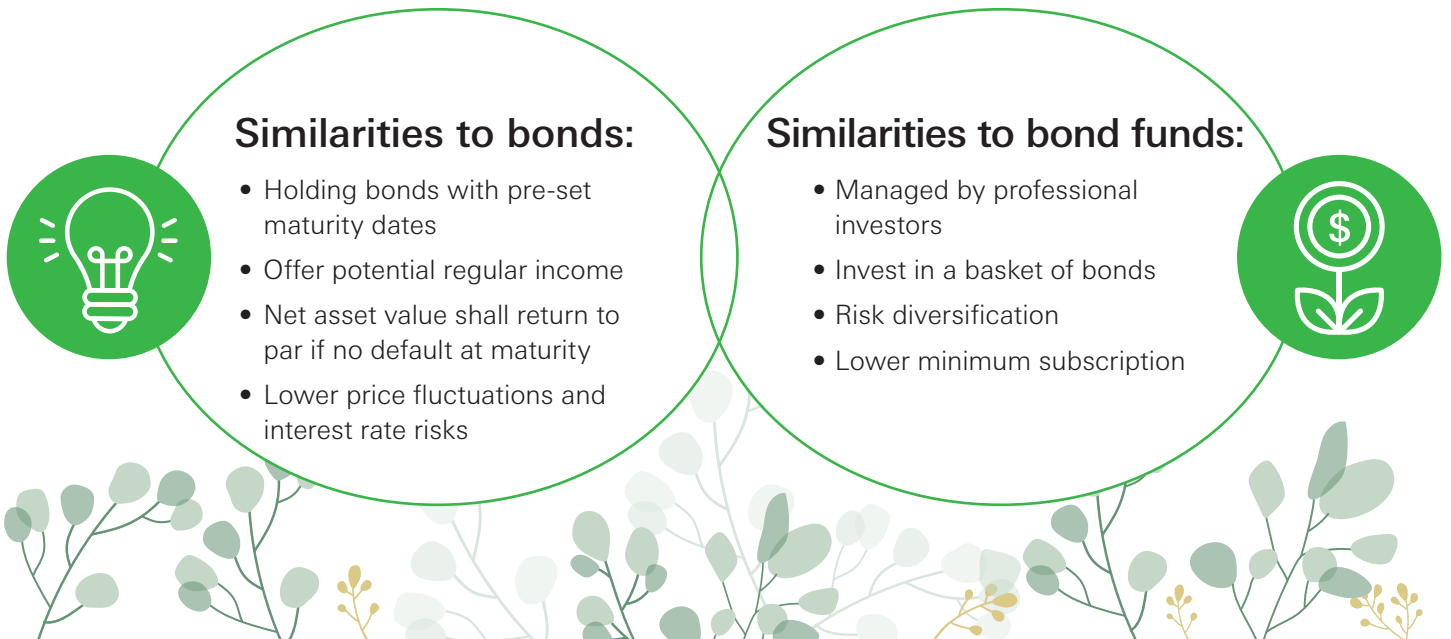 Similarities to bonds:
• Holding bonds with pre-set
maturity dates
• Offer potential regular income
• Net asset value shall return to
par if no default at maturity
• Lower price fluctuations and
interest rate risks
Similarities to bond funds:
• Managed by professional
investors
• Invest in a basket of bonds
• Risk diversification
• Lower minimum subscription
$